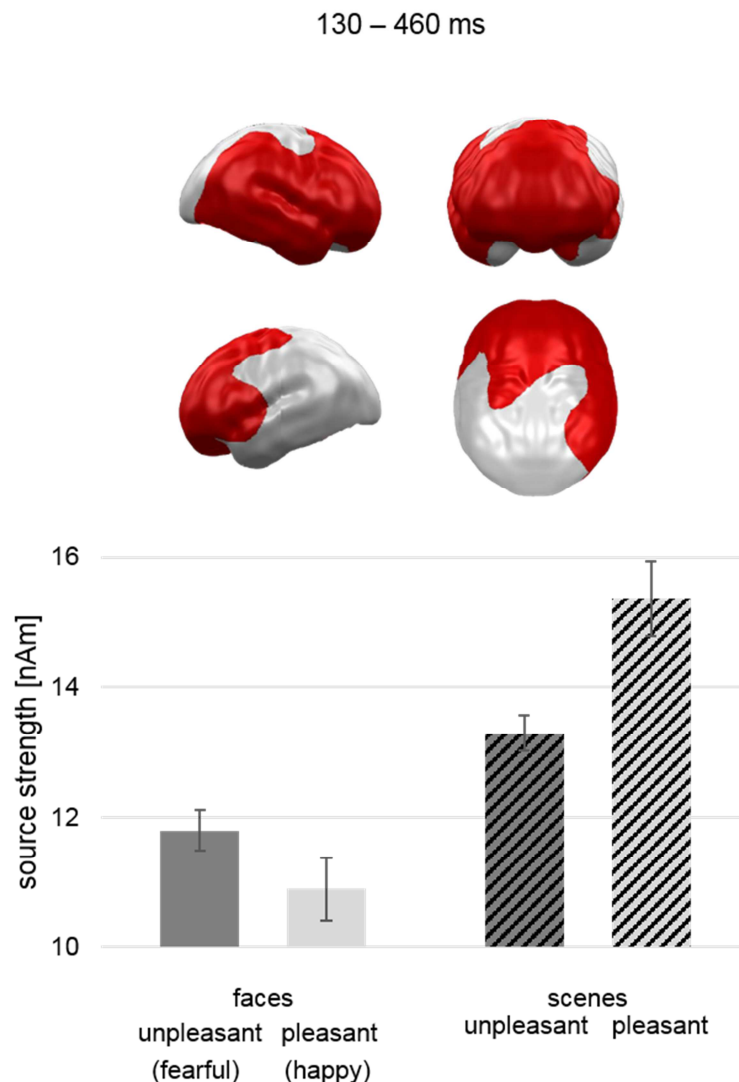 130 – 460 ms
source strength [nAm]
16
14
12
10
faces
unpleasant pleasant
(fearful) (happy)
scenes
unpleasant pleasant